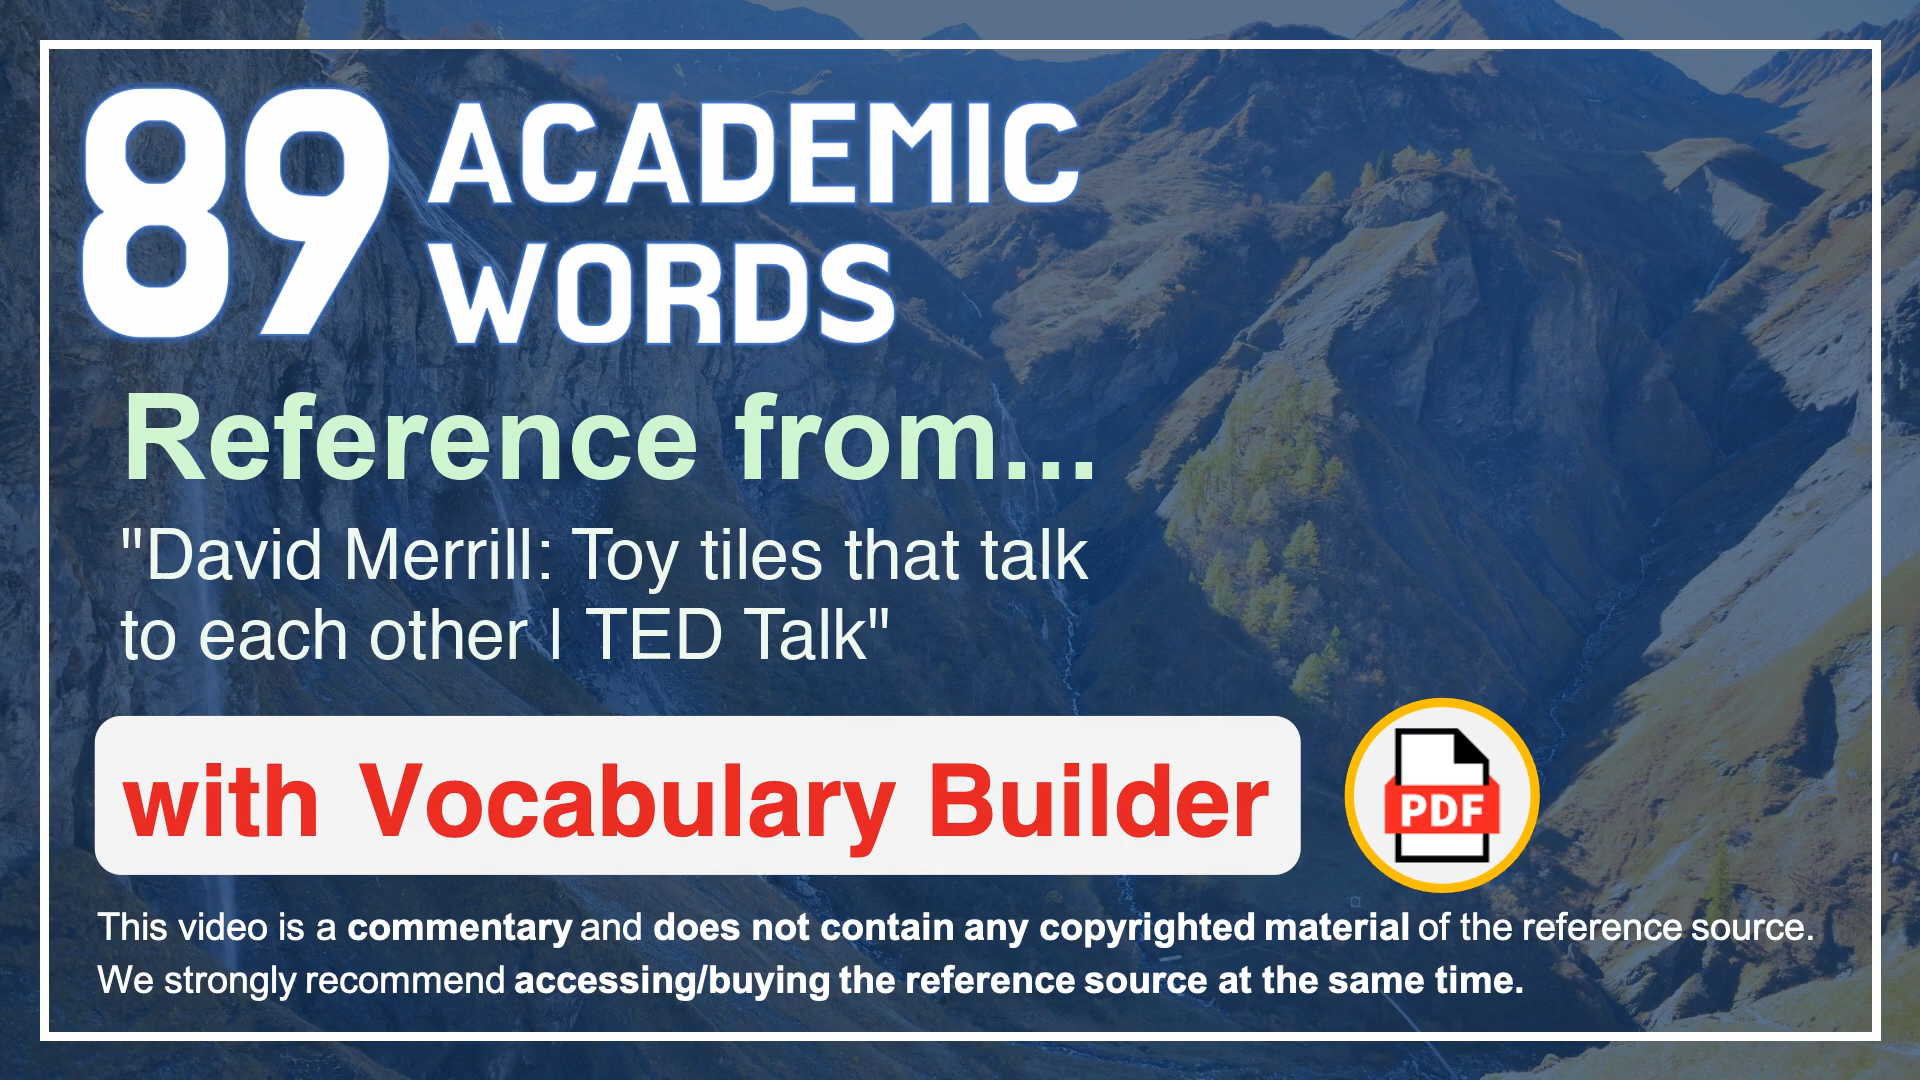 89 ACADEMIC
WORDS
Reference from...
"David Merrill: Toy tiles that talk
to each other | TED Talk"
with Vocabulary Builder
PDF
This video is a commentary and does not contain any copyrighted material of the reference source.
We strongly recommend accessing/buying the reference source at the same time.